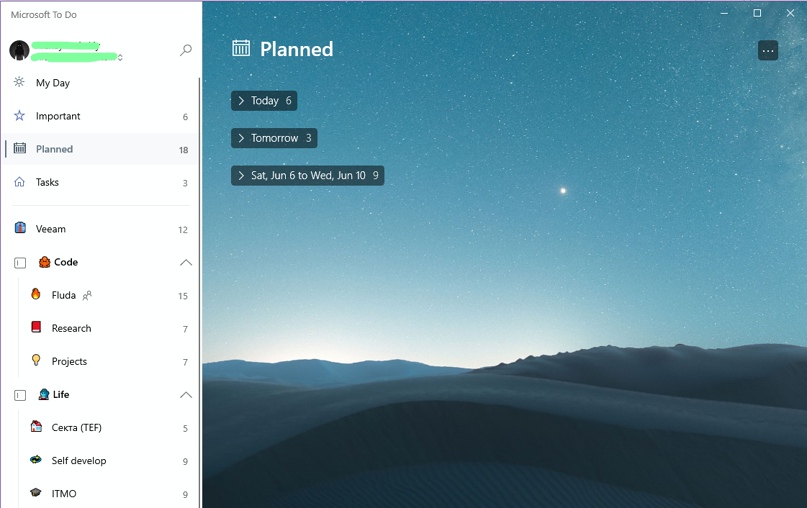 Microsoft To Do
My Day
Important 6
Planned 18
Tasks 3
Veeam 12
Code
Fluda 15
Research 7
Projects 7
Life
Секта (TEF) 5
Self develop 9
ITMO 9
Planned
Today 6
Tomorrow 3
Sat, Jun 6 to Wed, Jun 10 9